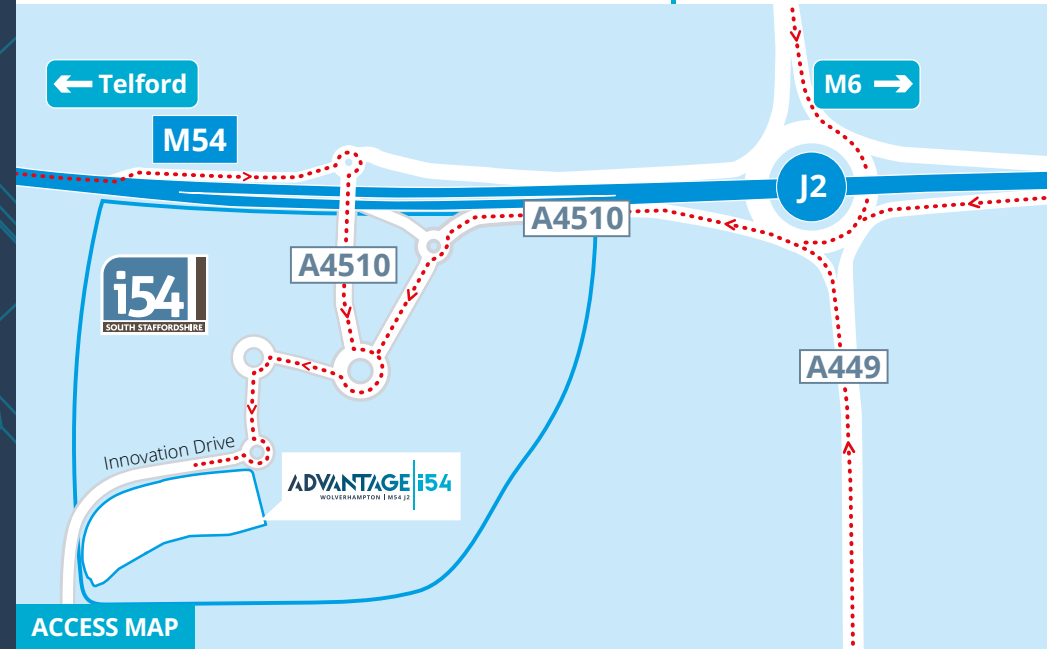 Telford
M6
M54
J2
A4510
A4510
i54
SOUTH STAFFORDSHIRE
A449
Innovation Drive
ADVANTAGE i54
WOLVERHAMPTON | M54 J2
ACCESS MAP